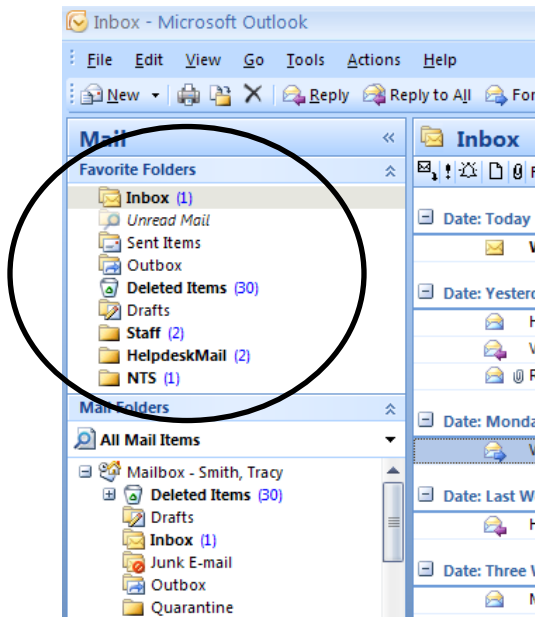 Inbox - Microsoft Outlook
File Edit View Go Tools Actions Help
New Reply Reply to All For
Mail «
Inbox
Favorite Folders
Inbox (1)
Unread Mail
Sent Items
Outbox
Deleted Items (30)
Drafts
Staff (2)
HelpdeskMail (2)
NTS (1)
Mail Folders
All Mail Items
Mailbox - Smith, Tracy
Deleted Items (30)
Drafts
Inbox (1)
Junk E-mail
Outbox
Quarantine
Date: Today
Date: Yesterd
Date: Monda
Date: Last W
Date: Three W